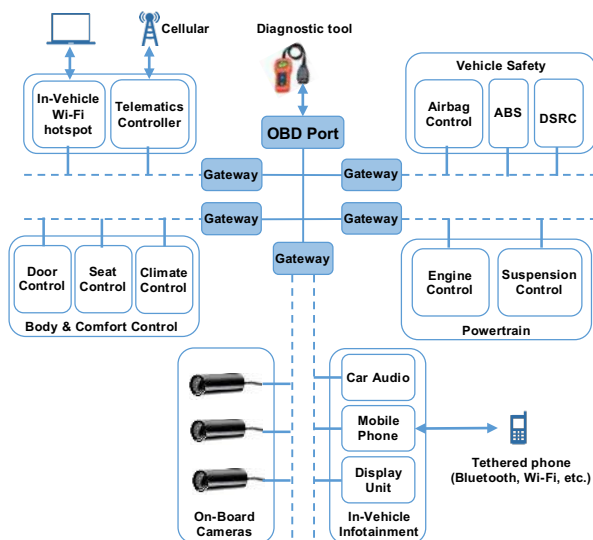 Cellular
Diagnostic tool
Vehicle Safety
In-Vehicle
Wi-Fi
hotspot
Telematics
Controller
Airbag
Control
ABS
DSRC
OBD Port
Gateway
Gateway
Gateway
Gateway
Gateway
Door
Control
Seat
Control
Climate
Control
Body & Comfort Control
Engine
Control
Suspension
Control
Powertrain
Car Audio
Mobile
Phone
Display
Unit
Tethered phone
(Bluetooth, Wi-Fi, etc.)
On-Board
Cameras
In-Vehicle
Infotainment